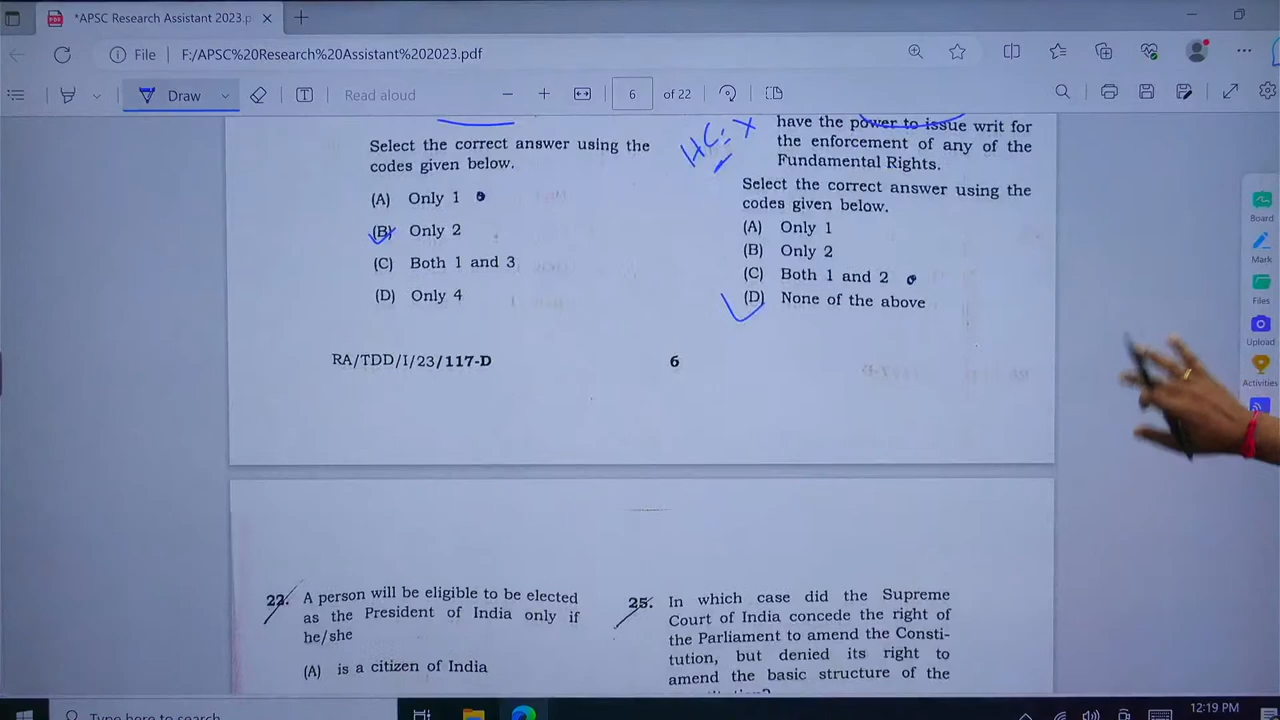 *APSC Research Assistant 2023.p
File
F:/APSC%20Research%20Assistant%202023.pdf
Draw
Read aloud
6
of 22
Select the correct answer using the
codes given below.
(A) Only 1
(B) Only 2
(C) Both 1 and 3
(D) Only 4
HC = X
have the power to issue writ for
the enforcement of any of the
Fundamental Rights.
Select the correct answer using the
codes given below.
(A) Only 1
(B) Only 2
(C) Both 1 and 2
(D) None of the above
RA/TDD/I/23/117-D
6
22. A person will be eligible to be elected
as the President of India only if
he/she
(A) is a citizen of India
25. In which case did the Supreme
Court of India concede the right of
the Parliament to amend the Consti-
tution, but denied its right to
amend the basic structure of the
Board
Mark
Files
Upload
Activities
Type here to search
12:19 PM